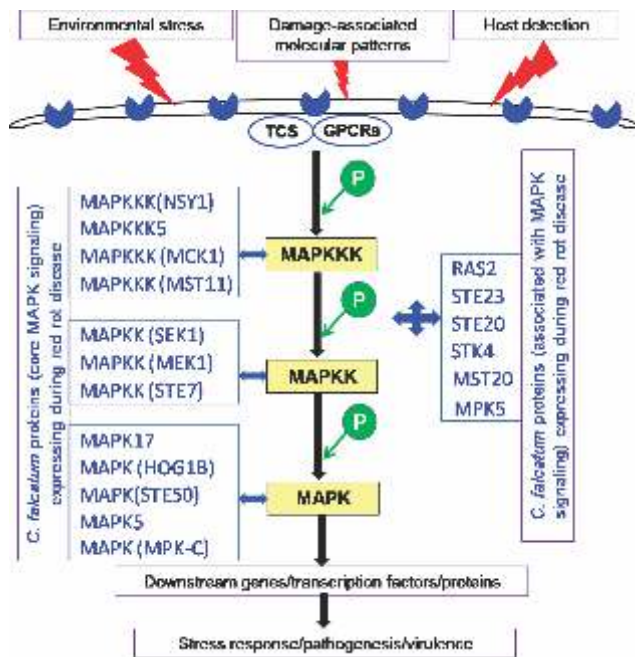 Environmental stress
Damage-associated
molecular patterns
Host detection
TCS
GPCRs
P
MAPKKK(NSY1)
MAPKKK5
MAPKKK (MCK1)
MAPKKK (MST11)
MAPKKK
P
MAPKK (SEK1)
MAPKK (MEK1)
MAPKK (STE7)
MAPKK
P
MAPK17
MAPK (HOG1B)
MAPK(STE50)
MAPK5
MAPK (MPK-C)
MAPK
C. falcatum proteins (core MAPK signaling)
expressing during red rot disease
RAS2
STE23
STE20
STK4
MST20
MPK5
C. falcatum proteins (associated with MAPK
signaling) expressing during red rot disease
Downstream genes/transcription factors/proteins
Stress response/pathogenesis/virulence